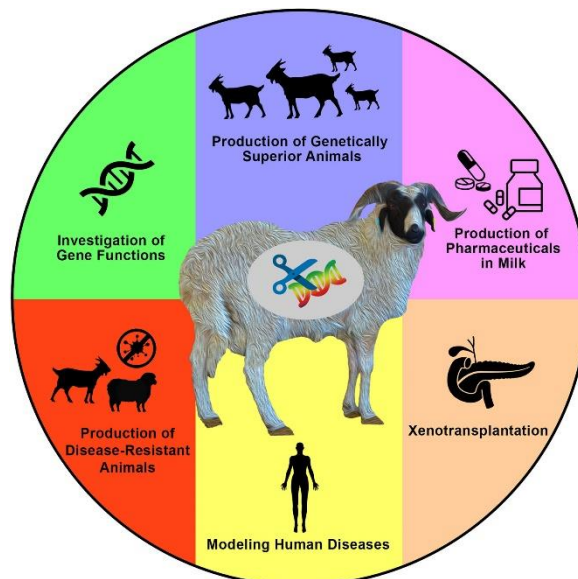 Production of Genetically
Superior Animals
Investigation of
Gene Functions
Production of
Pharmaceuticals
in Milk
Production of
Disease-Resistant
Animals
Xenotransplantation
Modeling Human Diseases